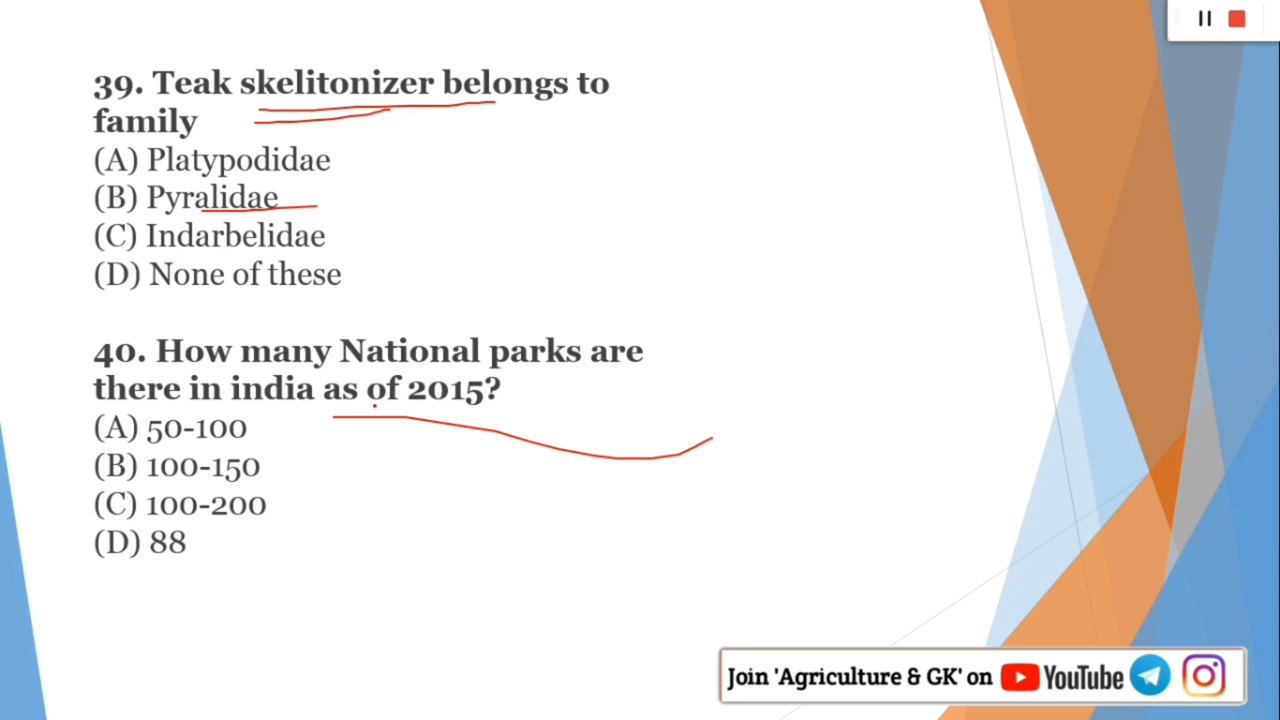 39. Teak skelitonizer belongs to
family
(A) Platypodidae
(B) Pyralidae
(C) Indarbelidae
(D) None of these
40. How many National parks are
there in india as of 2015?
(A) 50-100
(B) 100-150
(C) 100-200
(D) 88
Join 'Agriculture & GK' on YouTube